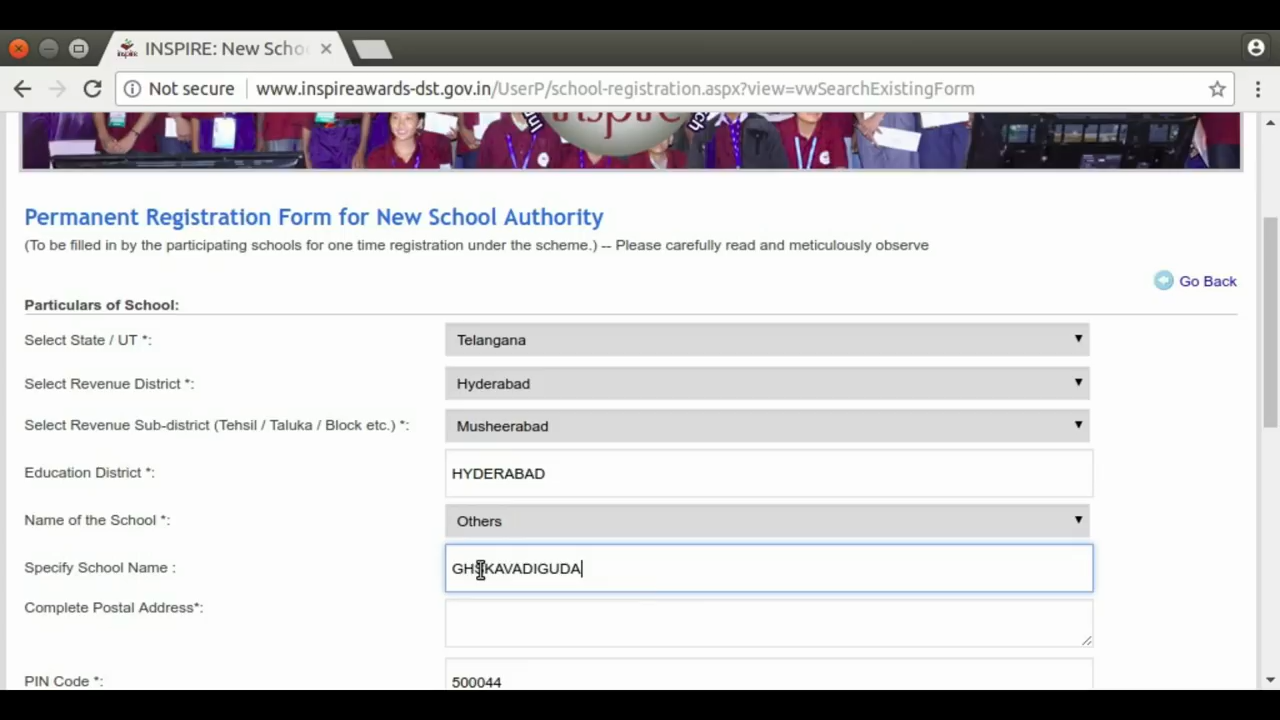 INSPIRE: New Scho
Not secure
www.inspireawards-dst.gov.in/UserP/school-registration.aspx?view=vwSearchExistingForm
inspire
Permanent Registration Form for New School Authority
(To be filled in by the participating schools for one time registration under the scheme.) -- Please carefully read and meticulously observe
Go Back
Particulars of School:
Select State / UT *: Telangana
Select Revenue District *: Hyderabad
Select Revenue Sub-district (Tehsil / Taluka / Block etc.) *: Musheerabad
Education District *: HYDERABAD
Name of the School *: Others
Specify School Name : GHSKAVADIGUDA
Complete Postal Address*:
PIN Code *: 500044